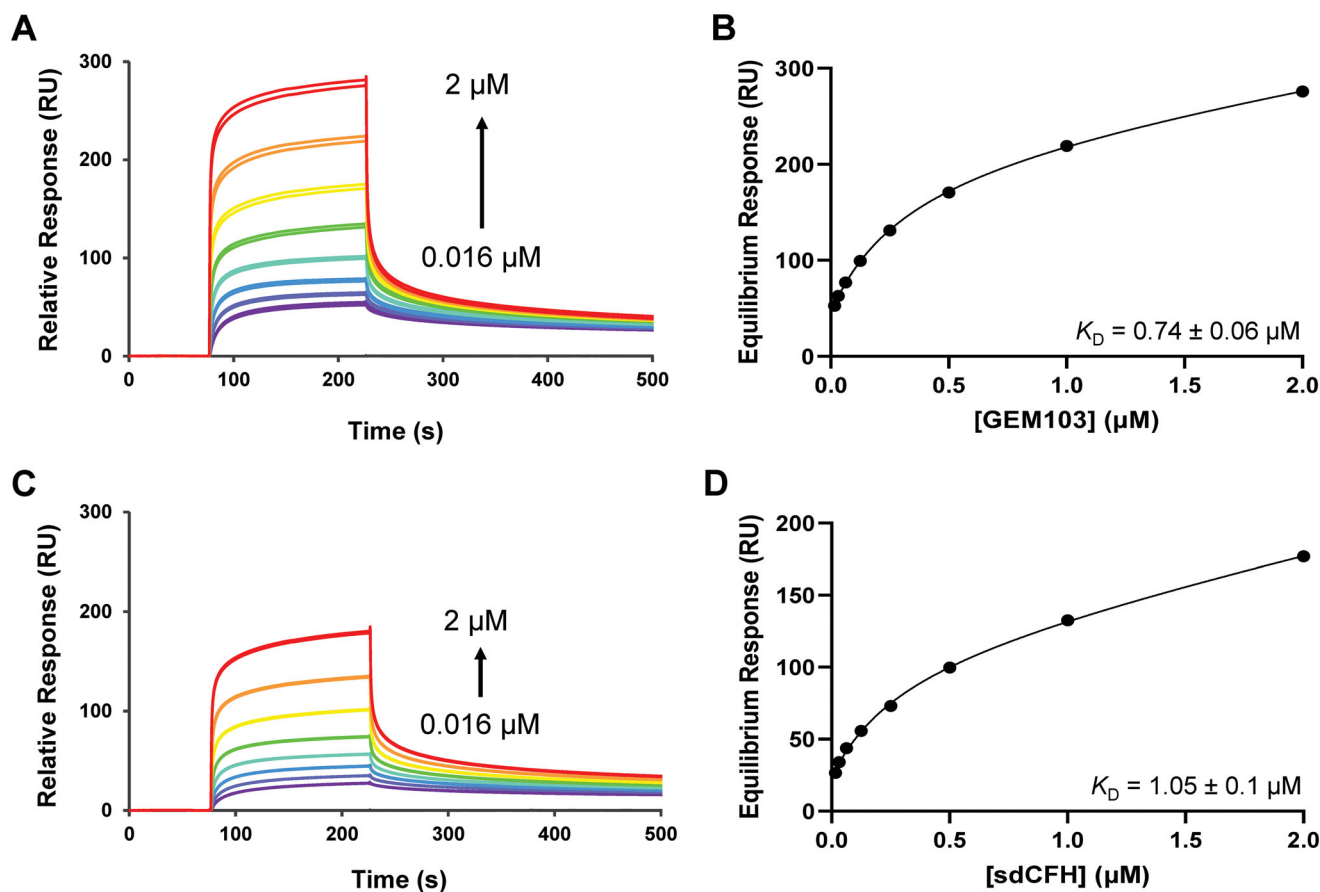 A
Relative Response (RU)
300
200
100
0
0
100
200
300
400
500
Time (s)
2 µM
0.016 µM
B
Equilibrium Response (RU)
300
200
100
0
0.0
0.5
1.0
1.5
2.0
[GEM103] (µM)
KD = 0.74 ± 0.06 µM
C
Relative Response (RU)
300
200
100
0
0
100
200
300
400
500
Time (s)
2 µM
0.016 µM
D
Equilibrium Response (RU)
200
150
100
50
0
0.0
0.5
1.0
1.5
2.0
[sdCFH] (µM)
KD = 1.05 ± 0.1 µM